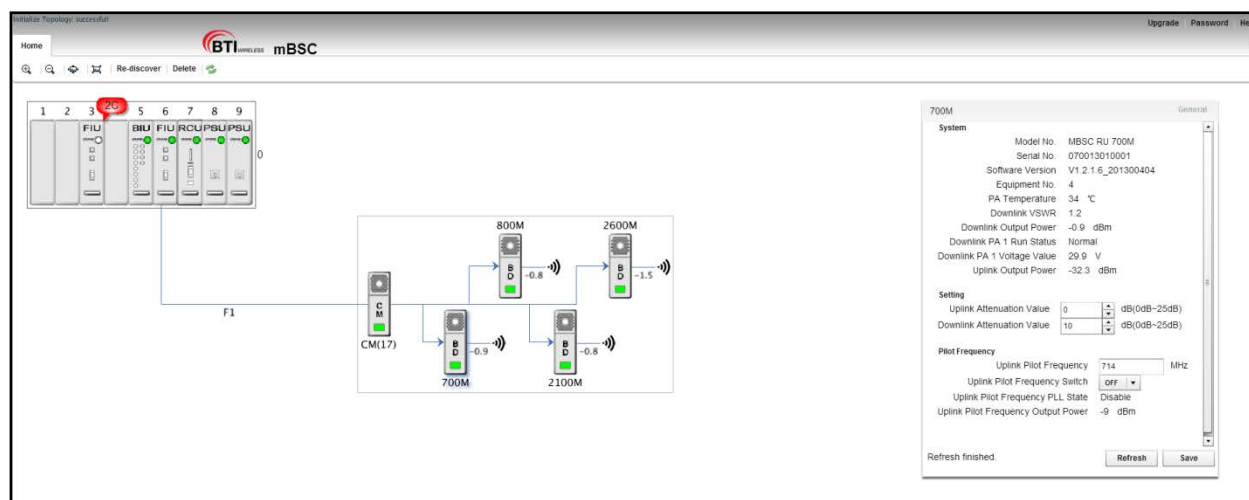 Initialize Topology: successful!
Upgrade Password He
Home
BTI WIRELESS mBSC
Re-discover Delete
1 2 3 2C 5 6 7 8 9
FIU BIU FIU RCU PSU PSU
0
800M 2600M
B D -0.8 B D -1.5
C M
F1
CM(17)
B D -0.9 B D -0.8
700M 2100M
700M General
System
Model No. MBSC RU 700M
Serial No. 070013010001
Software Version V1.2.1.6_201300404
Equipment No. 4
PA Temperature 34 ℃
Downlink VSWR 1.2
Downlink Output Power -0.9 dBm
Downlink PA 1 Run Status Normal
Downlink PA 1 Voltage Value 29.9 V
Uplink Output Power -32.3 dBm
Setting
Uplink Attenuation Value 0 dB(0dB~25dB)
Downlink Attenuation Value 10 dB(0dB~25dB)
Pilot Frequency
Uplink Pilot Frequency 714 MHz
Uplink Pilot Frequency Switch OFF
Uplink Pilot Frequency PLL State Disable
Uplink Pilot Frequency Output Power -9 dBm
Refresh finished. Refresh Save